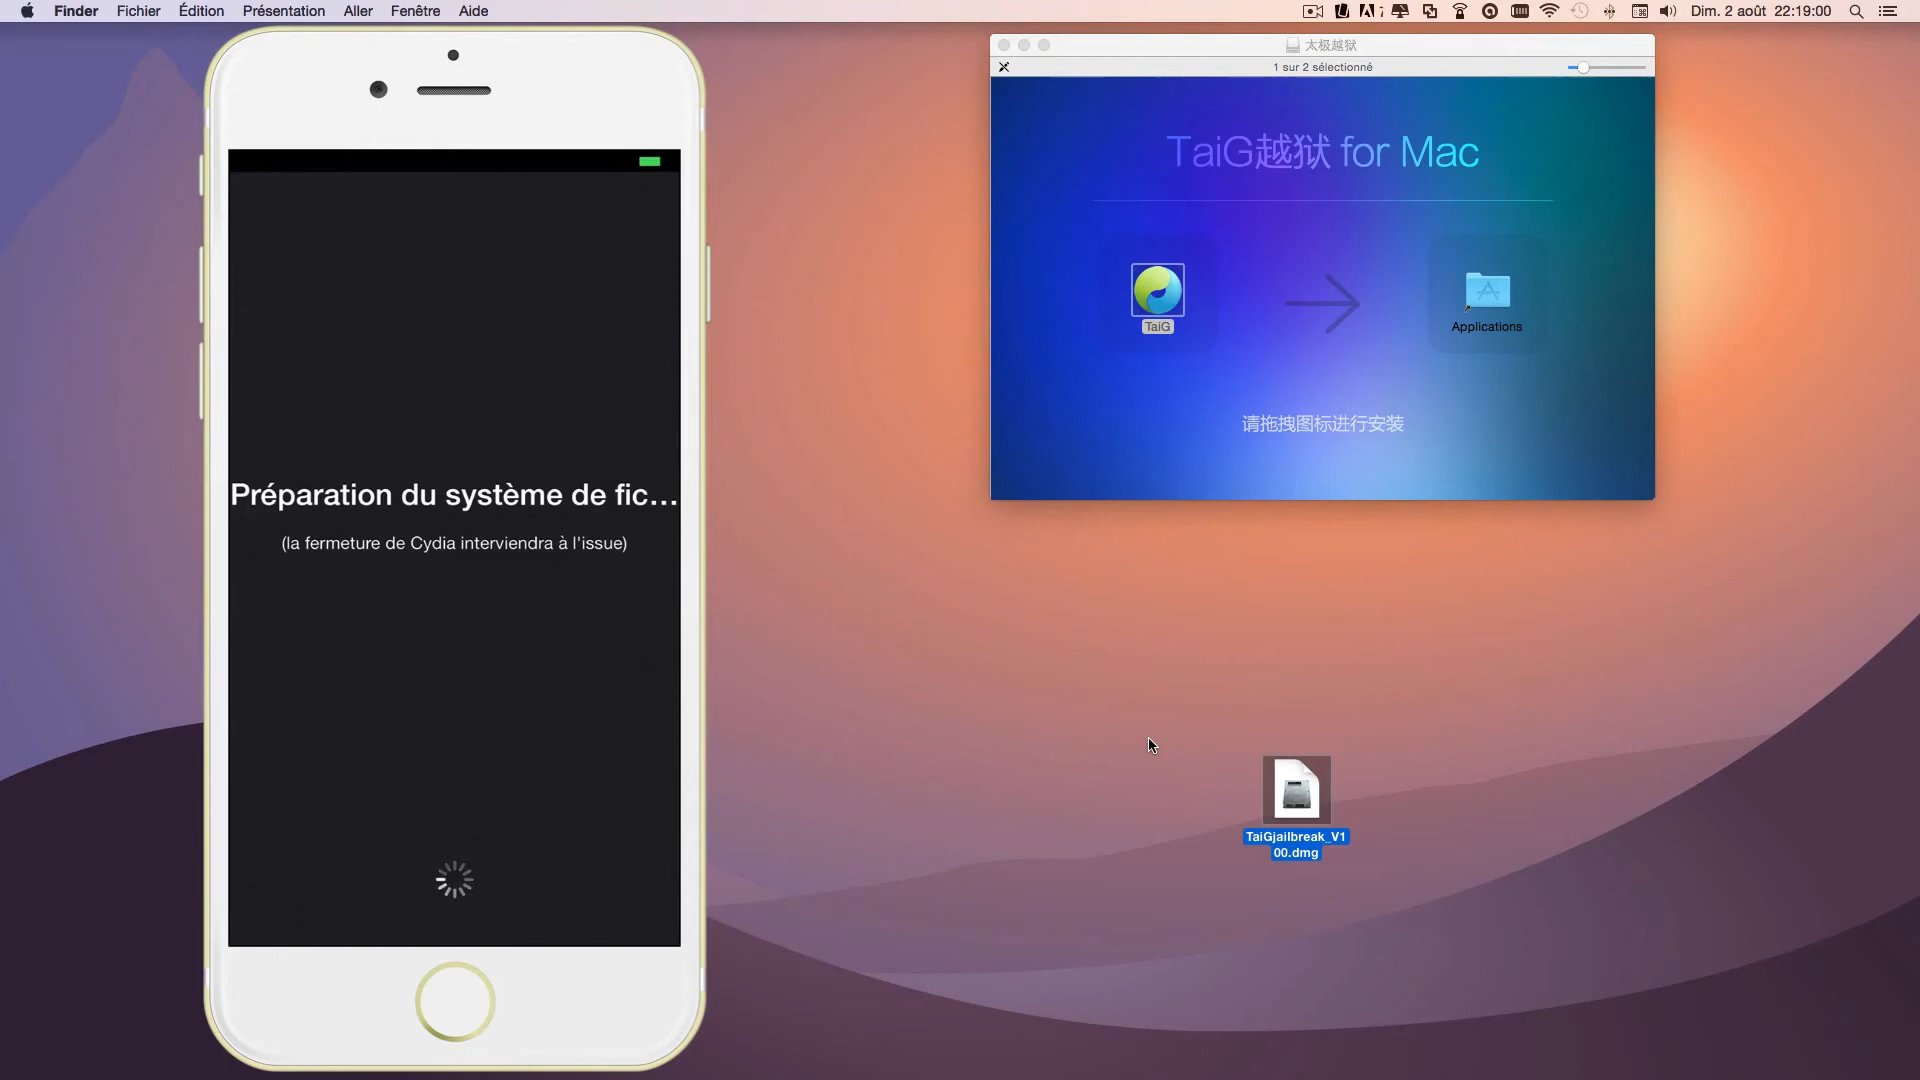 Finder Fichier Édition Présentation Aller Fenêtre Aide
7
Dim. 2 août 22:19:00
太极越狱
1 sur 2 sélectionné
TaiG越狱 for Mac
TaiG
Applications
请拖拽图标进行安装
Préparation du système de fic...
(la fermeture de Cydia interviendra à l'issue)
TaiGjailbreak_V1
00.dmg